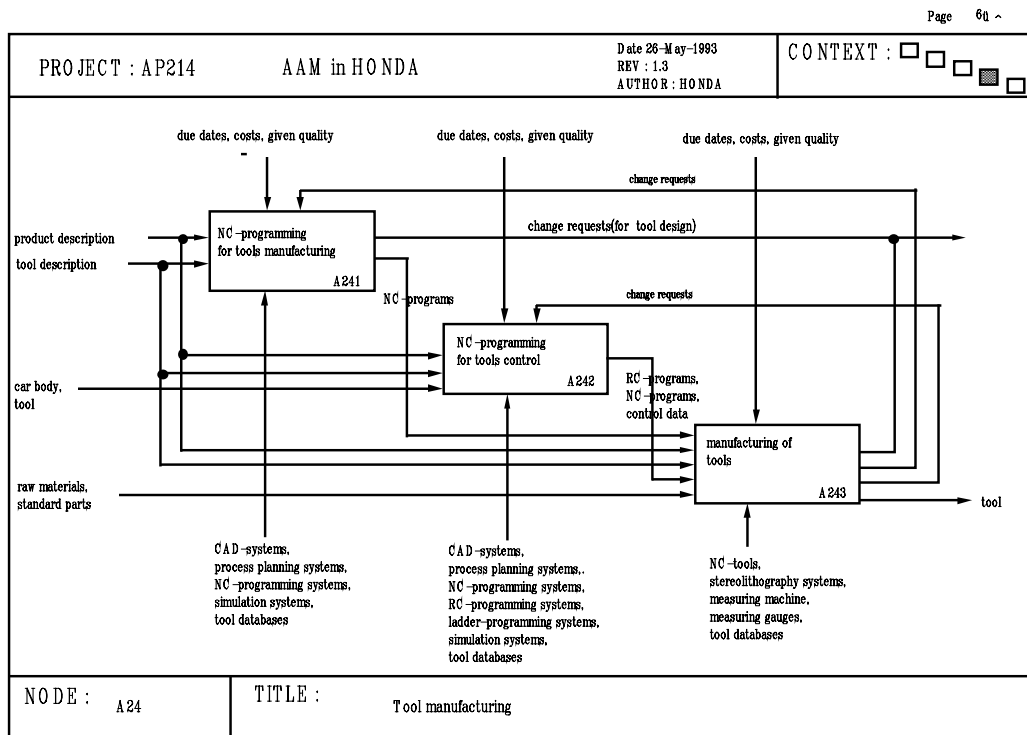 Page
PROJECT : AP214
AAM in HONDA
Date 26-May-1993
REV : 1.3
AUTHOR : HONDA
CONTEXT :
due dates, costs, given quality
due dates, costs, given quality
due dates, costs, given quality
change requests
product description
tool description
NC-programming
for tools manufacturing
A241
change requests(for tool design)
NC-programs
change requests
NC-programming
for tools control
A242
car body,
tool
RC-programs,
NC-programs,
control data
manufacturing of
tools
A243
raw materials,
standard parts
tool
CAD-systems,
process planning systems,
NC-programming systems,
simulation systems,
tool databases
CAD-systems,
process planning systems,.
NC-programming systems,
RC-programming systems,
ladder-programming systems,
simulation systems,
tool databases
NC-tools,
stereolithography systems,
measuring machine,
measuring gauges,
tool databases
NODE :
A24
TITLE :
Tool manufacturing